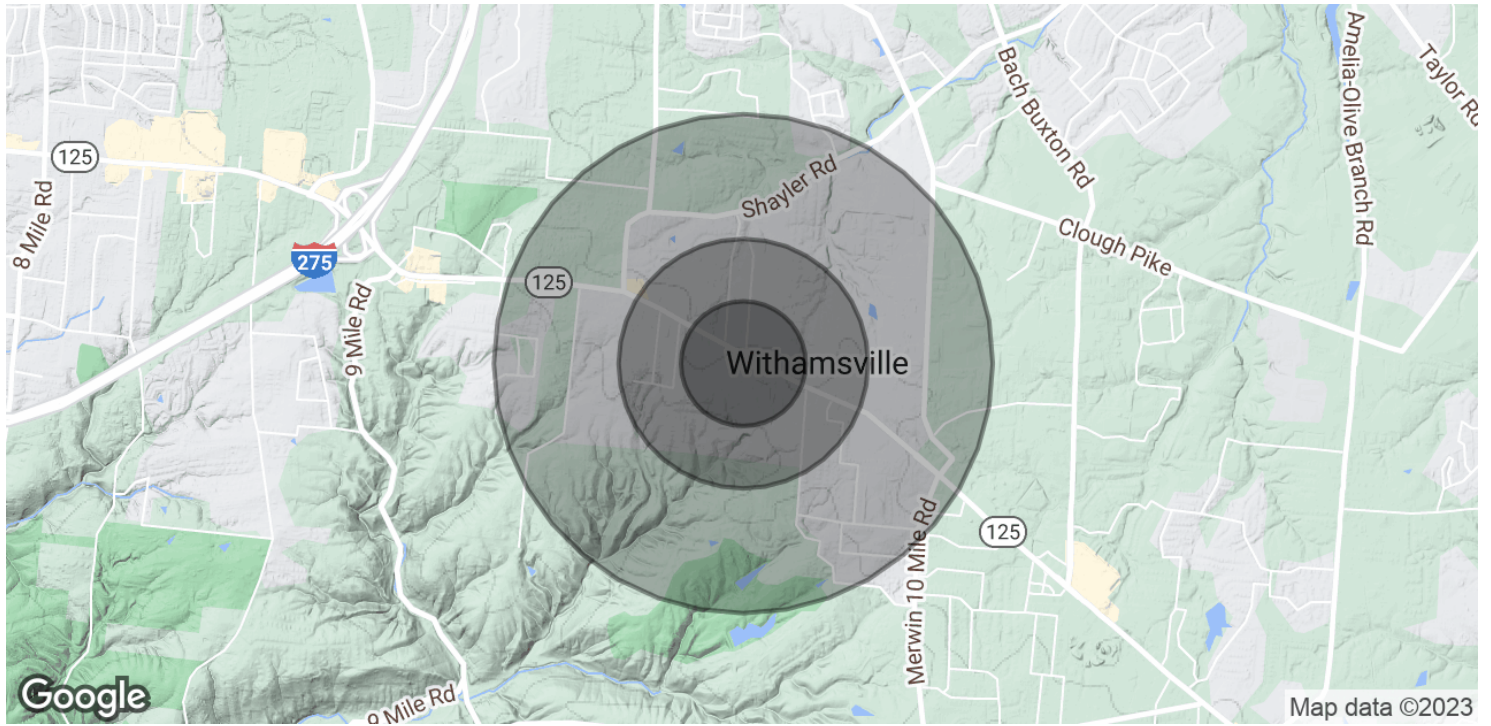 Amelia-Olive Branch Rd
Taylor Rd
Bach Buxton Rd
125
8 Mile Rd
Shayler Rd
Clough Pike
275
125
9 Mile Rd
Withamsville
Merwin 10 Mile Rd
125
9 Mile Rd
Google
Map data ©2023